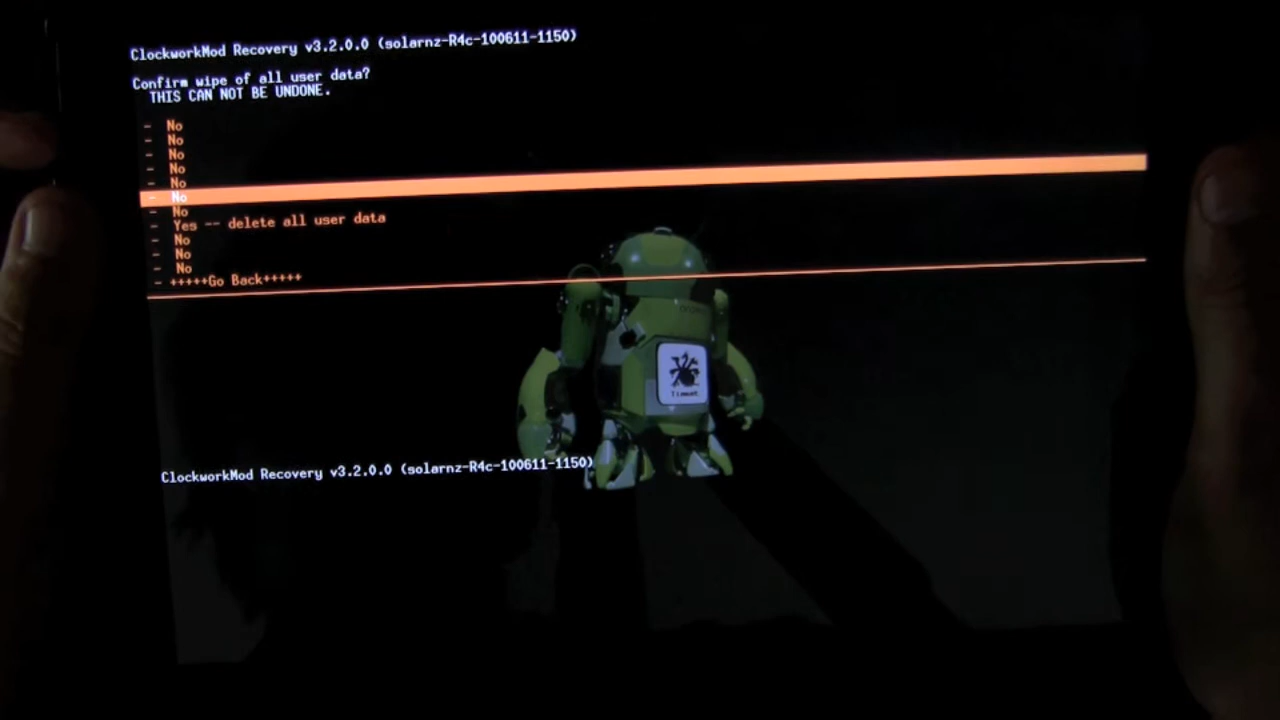 ClockworkMod Recovery v3.2.0.0 (solarnz-R4c-100611-1150)
Confirm wipe of all user data?
THIS CAN NOT BE UNDONE.
- No
- No
- No
- No
- No
- No
- No
- Yes -- delete all user data
- No
- No
- No
- +++++Go Back+++++
ClockworkMod Recovery v3.2.0.0 (solarnz-R4c-100611-1150)